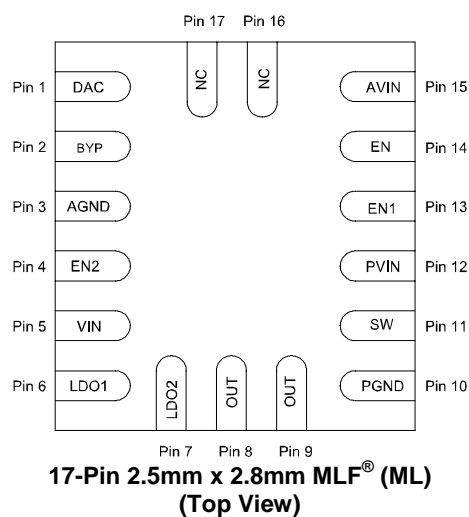 Pin 17 Pin 16
NC NC
Pin 1 DAC AVIN Pin 15
Pin 2 BYP EN Pin 14
Pin 3 AGND EN1 Pin 13
Pin 4 EN2 PVIN Pin 12
Pin 5 VIN SW Pin 11
Pin 6 LDO1 LDO2 OUT OUT PGND Pin 10
Pin 7 Pin 8 Pin 9
17-Pin 2.5mm x 2.8mm MLF® (ML)
(Top View)